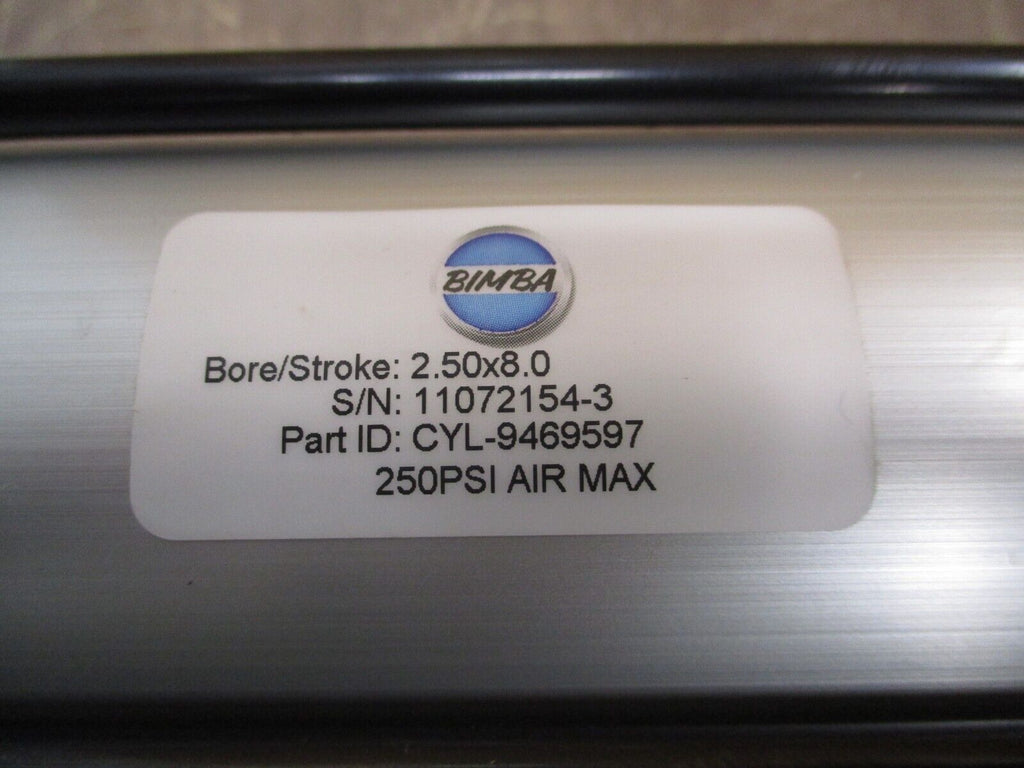 BIMBA
Bore/Stroke: 2.50x8.0
S/N: 11072154-3
Part ID: CYL-9469597
250PSI AIR MAX